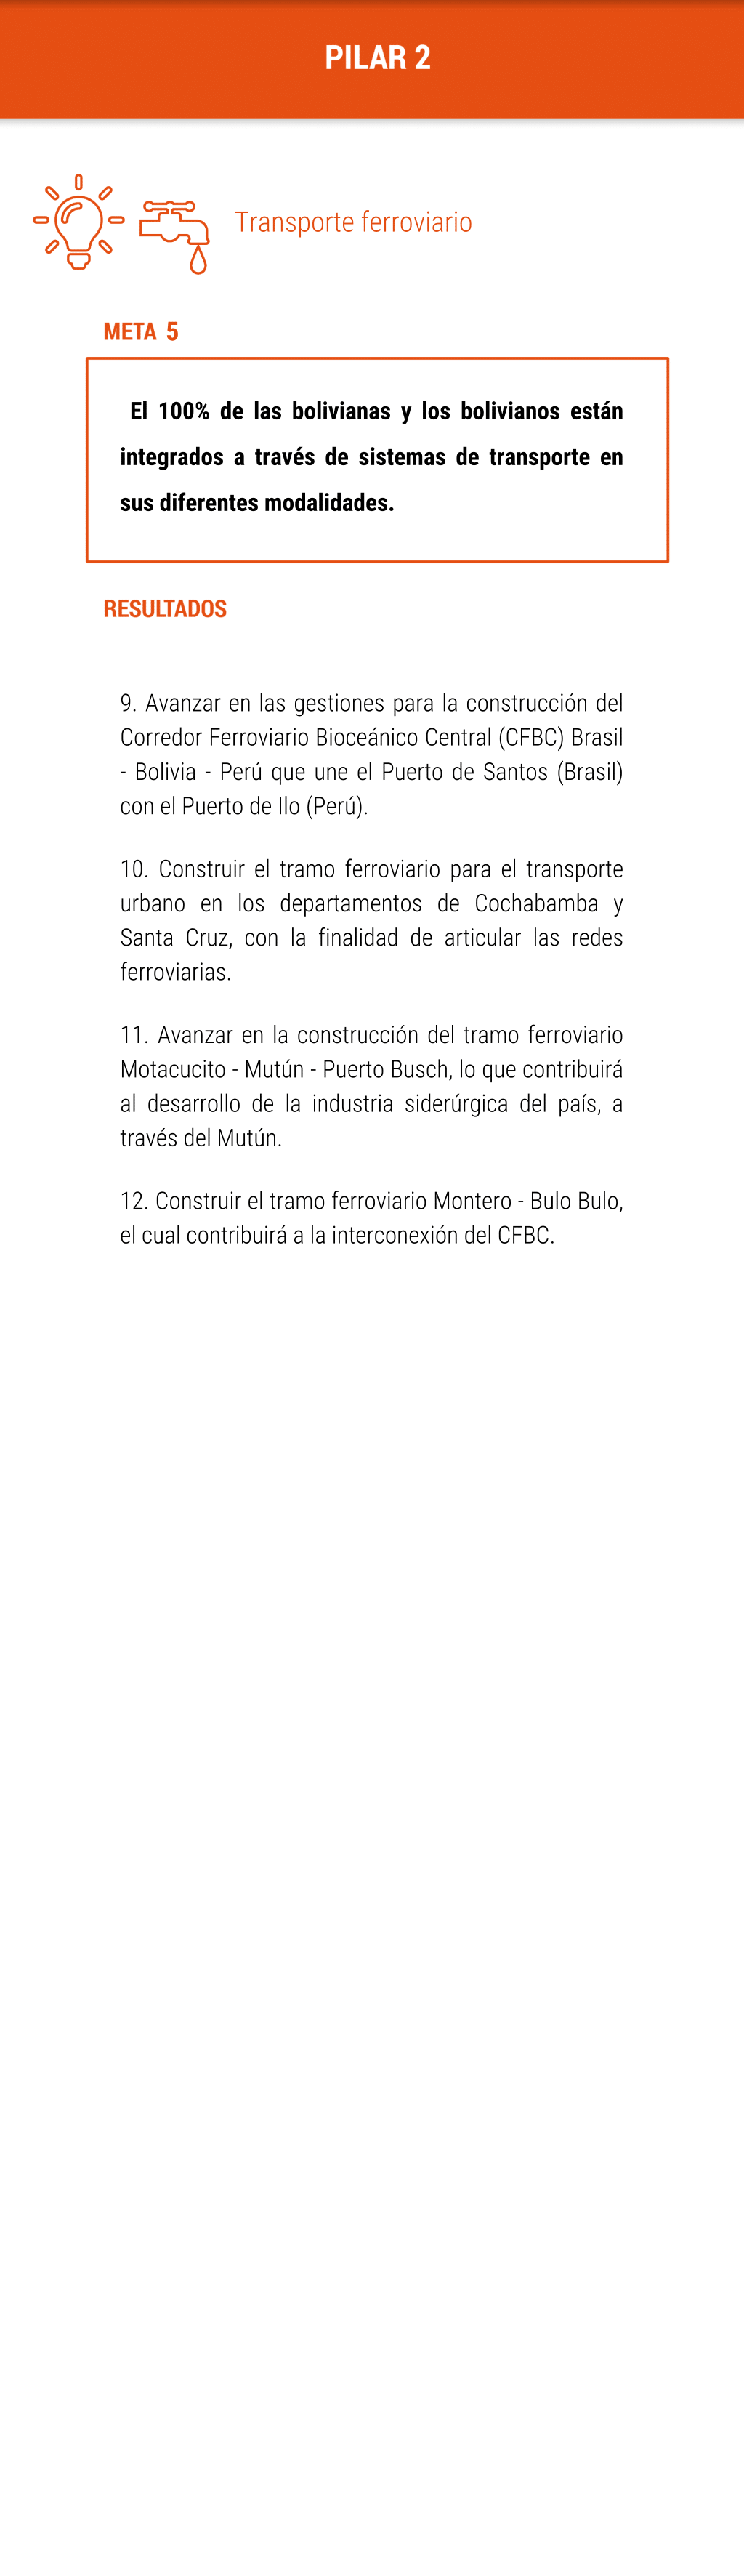 PILAR 2
Transporte ferroviario
META 5
El 100% de las bolivianas y los bolivianos están
integrados a través de sistemas de transporte en
sus diferentes modalidades.
RESULTADOS
9. Avanzar en las gestiones para la construcción del
Corredor Ferroviario Bioceánico Central (CFBC) Brasil
- Bolivia - Perú que une el Puerto de Santos (Brasil)
con el Puerto de Ilo (Perú).
10. Construir el tramo ferroviario para el transporte
urbano en los departamentos de Cochabamba y
Santa Cruz, con la finalidad de articular las redes
ferroviarias.
11. Avanzar en la construcción del tramo ferroviario
Motacucito - Mutún - Puerto Busch, lo que contribuirá
al desarrollo de la industria siderúrgica del país, a
través del Mutún.
12. Construir el tramo ferroviario Montero - Bulo Bulo,
el cual contribuirá a la interconexión del CFBC.